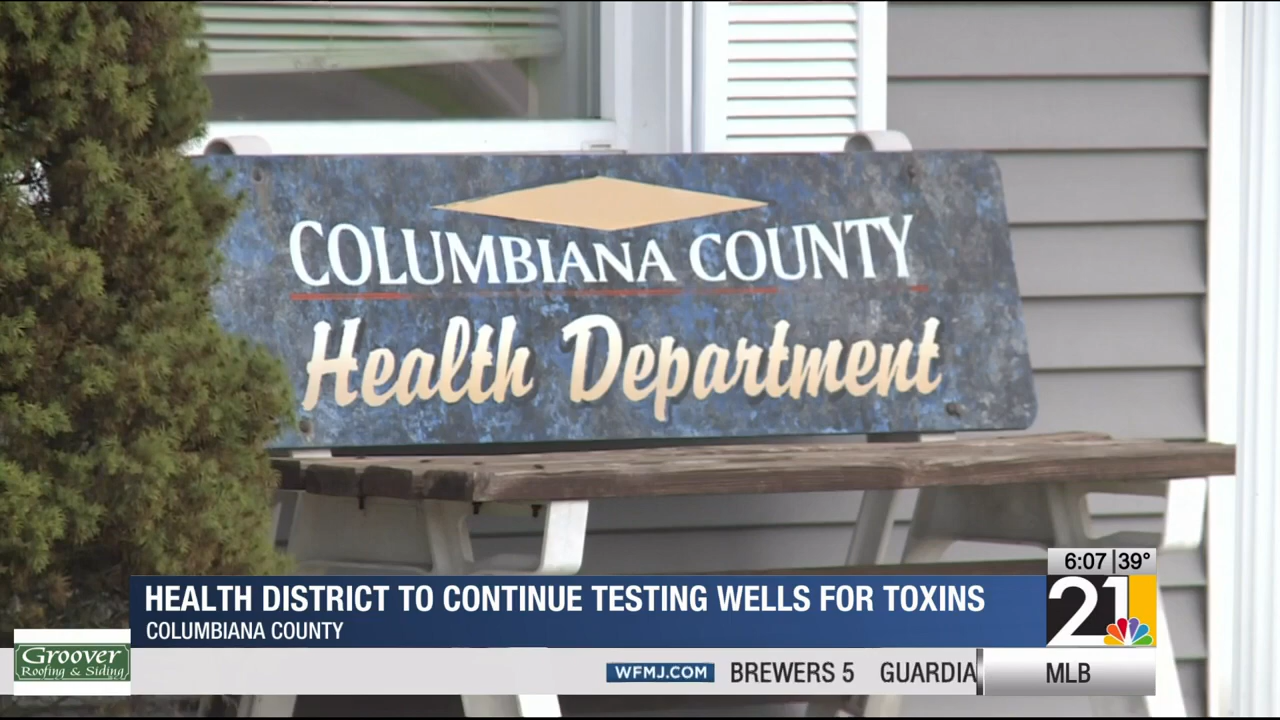 COLUMBIANA COUNTY
Health Department
6:07 39°
HEALTH DISTRICT TO CONTINUE TESTING WELLS FOR TOXINS
21
COLUMBIANA COUNTY
Groover
Roofing & Siding
WFMJ.COM BREWERS 5 GUARDIA MLB